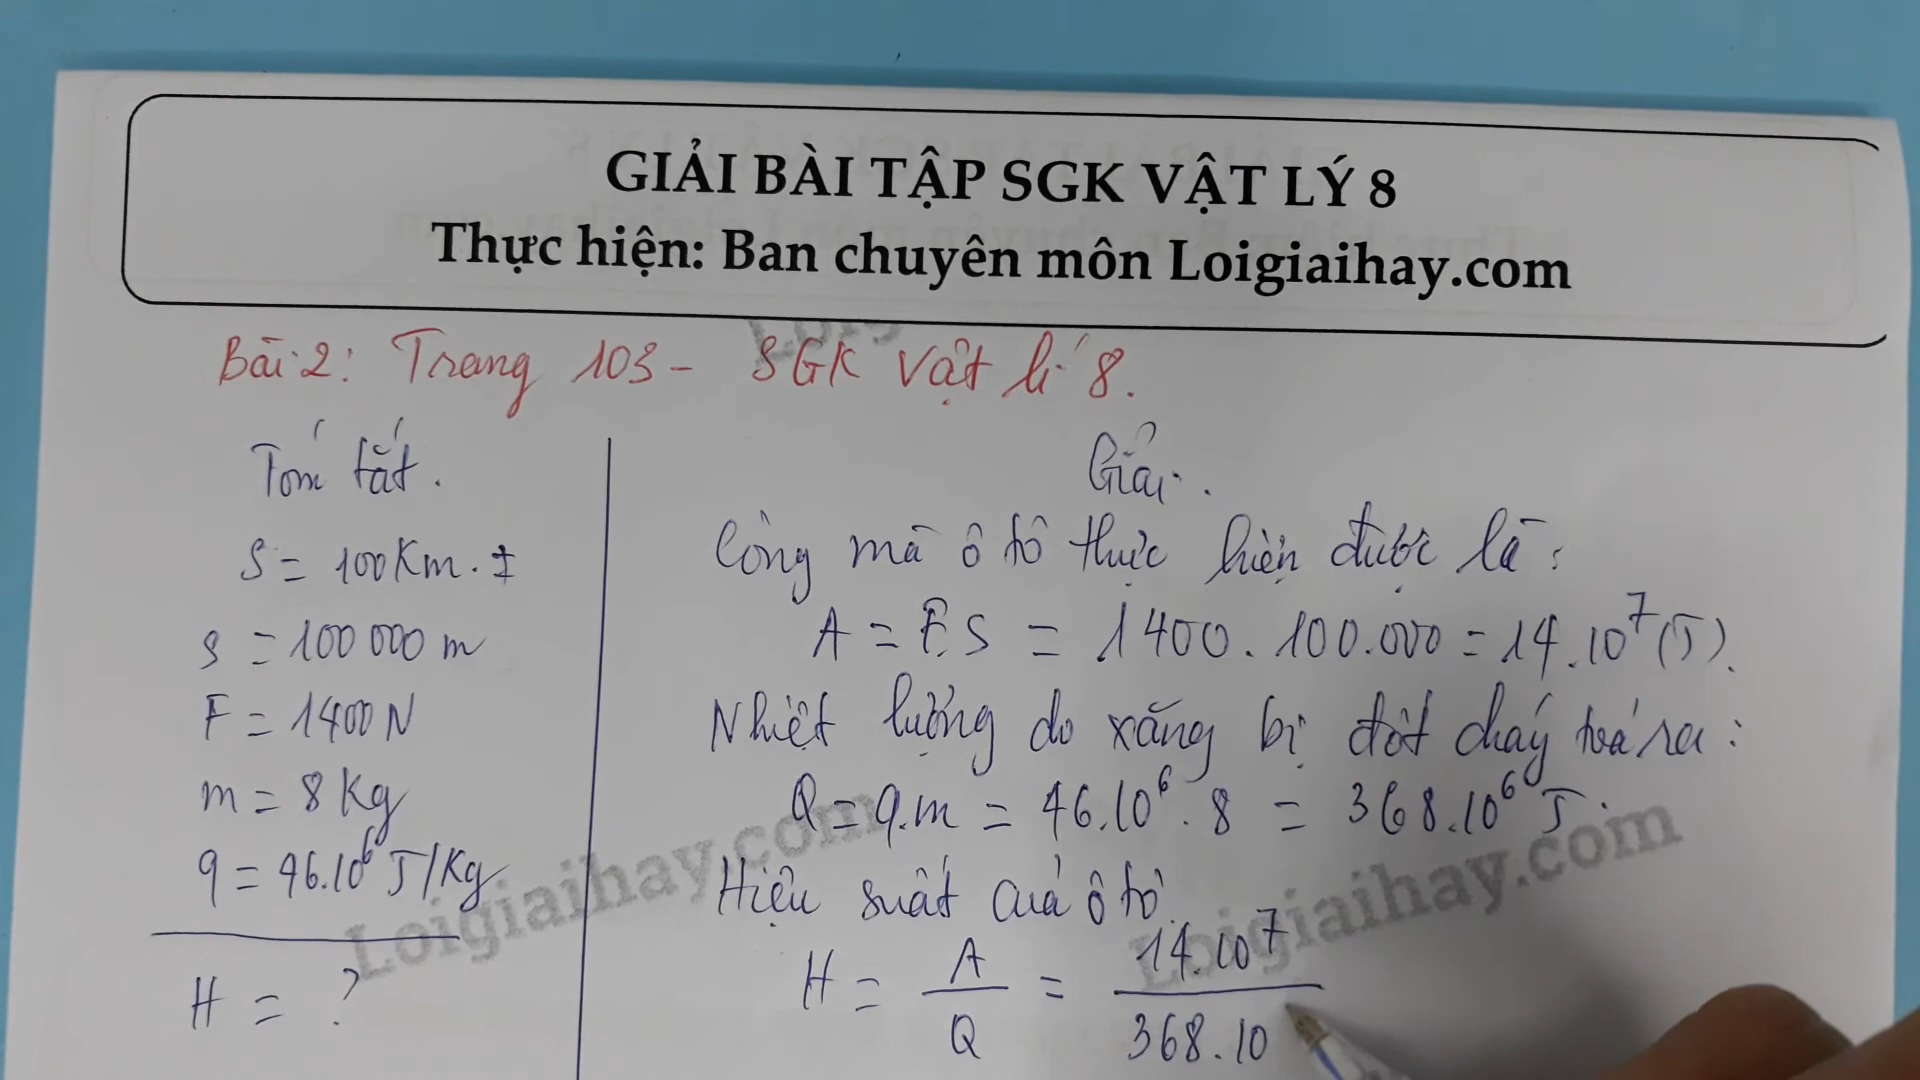 GIẢI BÀI TẬP SGK VẬT LÝ 8
Thực hiện: Ban chuyên môn Loigiaihay.com
Bài 2: Trang 103 - SGK Vật lí 8.
Tóm tắt.
S = 100 Km.
S = 100 000 m
F = 1400 N
m = 8 Kg
q = 46.10⁶ J/Kg
H = ?
Giải.
Công mà ô tô thực hiện được là:
A = F.S = 1400.100.000 = 14.10⁷ (J).
Nhiệt lượng do xăng bị đốt cháy toả ra:
Q = q.m = 46.10⁶.8 = 368.10⁶ J.
Hiệu suất của ô tô
H = A/Q = 14.10⁷/368.10
Loigiaihay.com
Loigiaihay.com